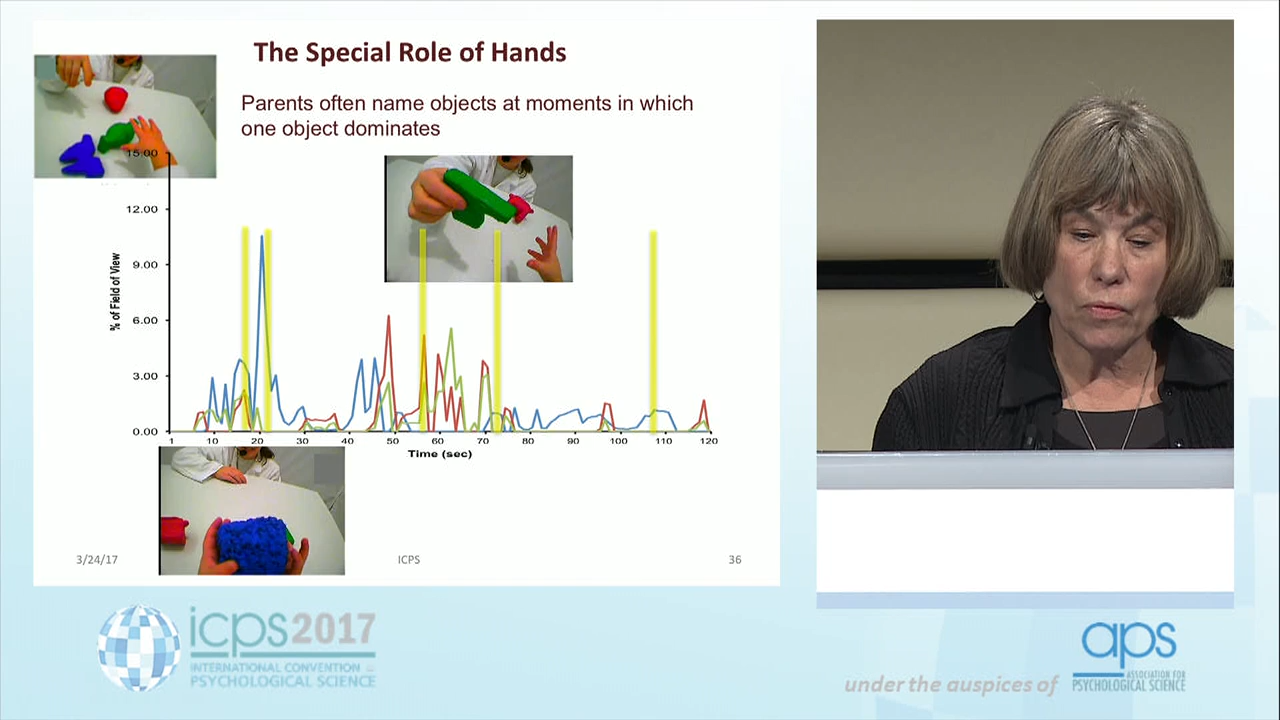 The Special Role of Hands
Parents often name objects at moments in which
one object dominates
15.00
12.00
9.00
6.00
3.00
0.00
% of Field of View
1 10 20 30 40 50 60 70 80 90 100 110 120
Time (sec)
3/24/17 ICPS 36
icps2017
INTERNATIONAL CONVENTION
PSYCHOLOGICAL SCIENCE
under the auspices of
aps
ASSOCIATION FOR
PSYCHOLOGICAL SCIENCE